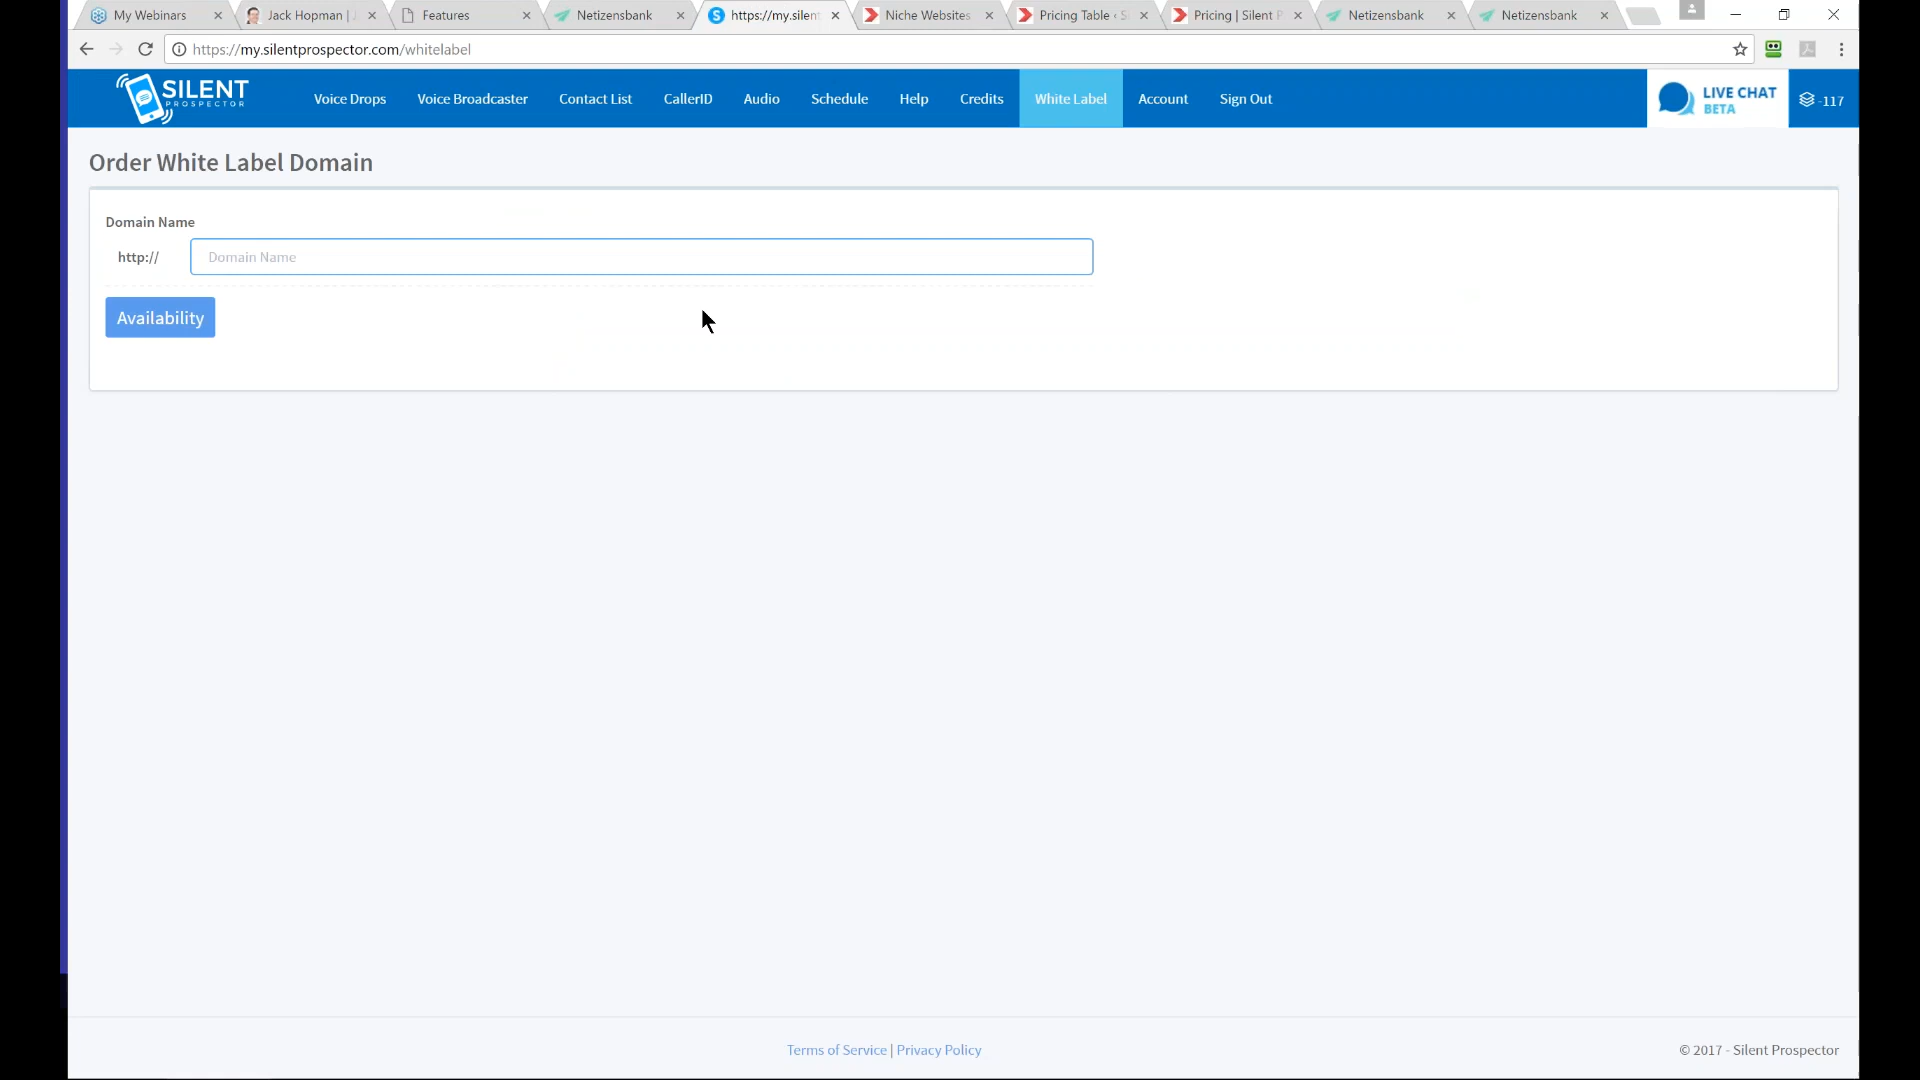 My Webinars
Jack Hopman |
Features
Netizensbank
https://my.silen
Niche Websites
Pricing Table ‹ S
Pricing | Silent P
Netizensbank
Netizensbank
https://my.silentprospector.com/whitelabel
SILENT
PROSPECTOR
Voice Drops
Voice Broadcaster
Contact List
CallerID
Audio
Schedule
Help
Credits
White Label
Account
Sign Out
LIVE CHAT
BETA
-117
Order White Label Domain
Domain Name
http://
Domain Name
Availability
Terms of Service | Privacy Policy
© 2017 - Silent Prospector